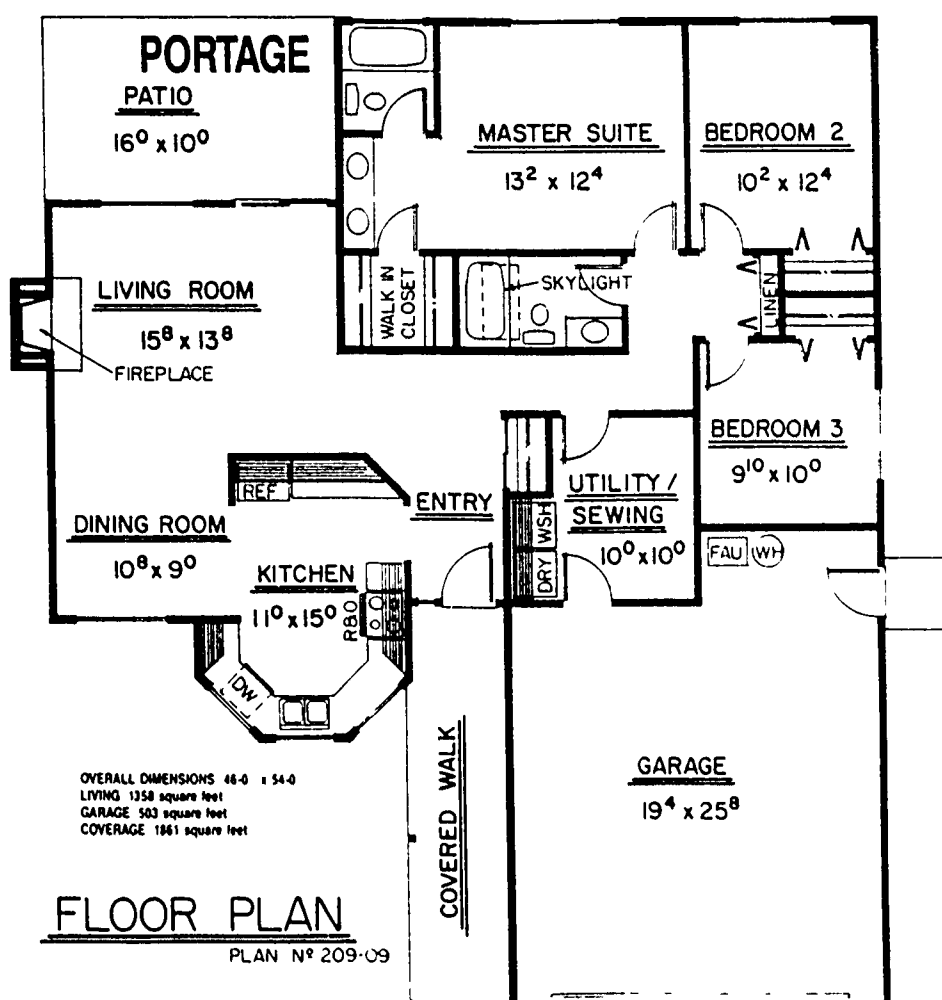 PORTAGE
PATIO
16⁰ x 10⁰
MASTER SUITE
13² x 12⁴
BEDROOM 2
10² x 12⁴
LIVING ROOM
15⁸ x 13⁸
FIREPLACE
WALK IN
CLOSET
SKYLIGHT
LINEN
BEDROOM 3
9¹⁰ x 10⁰
REF
ENTRY
UTILITY /
SEWING
10⁰ x 10⁰
WSH
DRY
FAU
WH
DINING ROOM
10⁸ x 9⁰
KITCHEN
11⁰ x 15⁰
R&O
DW
GARAGE
19⁴ x 25⁸
COVERED WALK
OVERALL DIMENSIONS 46-0 x 54-0
LIVING 1358 square feet
GARAGE 503 square feet
COVERAGE 1861 square feet
FLOOR PLAN
PLAN Nº 209-09